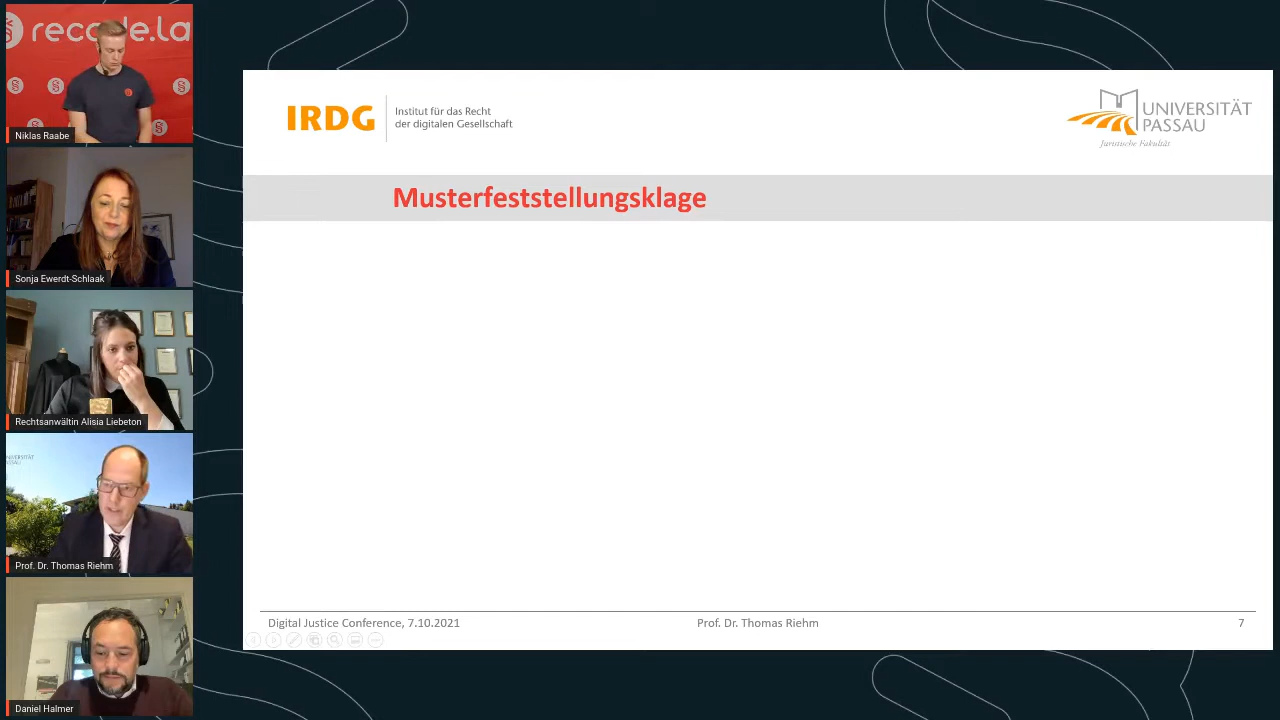 recode.la
Niklas Raabe
Sonja Ewerdt-Schlaak
Rechtsanwältin Alisia Liebeton
UNIVERSITÄT
PASSAU
Prof. Dr. Thomas Riehm
Daniel Halmer
IRDG
Institut für das Recht
der digitalen Gesellschaft
UNIVERSITÄT
PASSAU
Juristische Fakultät
Musterfeststellungsklage
Digital Justice Conference, 7.10.2021
Prof. Dr. Thomas Riehm
7